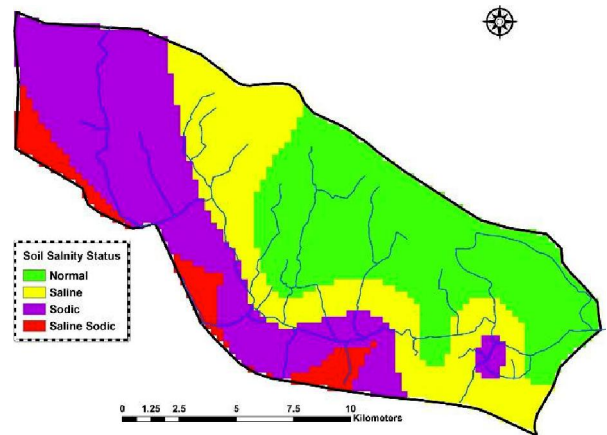 Soil Salnity Status
Normal
Saline
Sodic
Saline Sodic
0 1.25 2.5 5 7.5 10
Kilometers